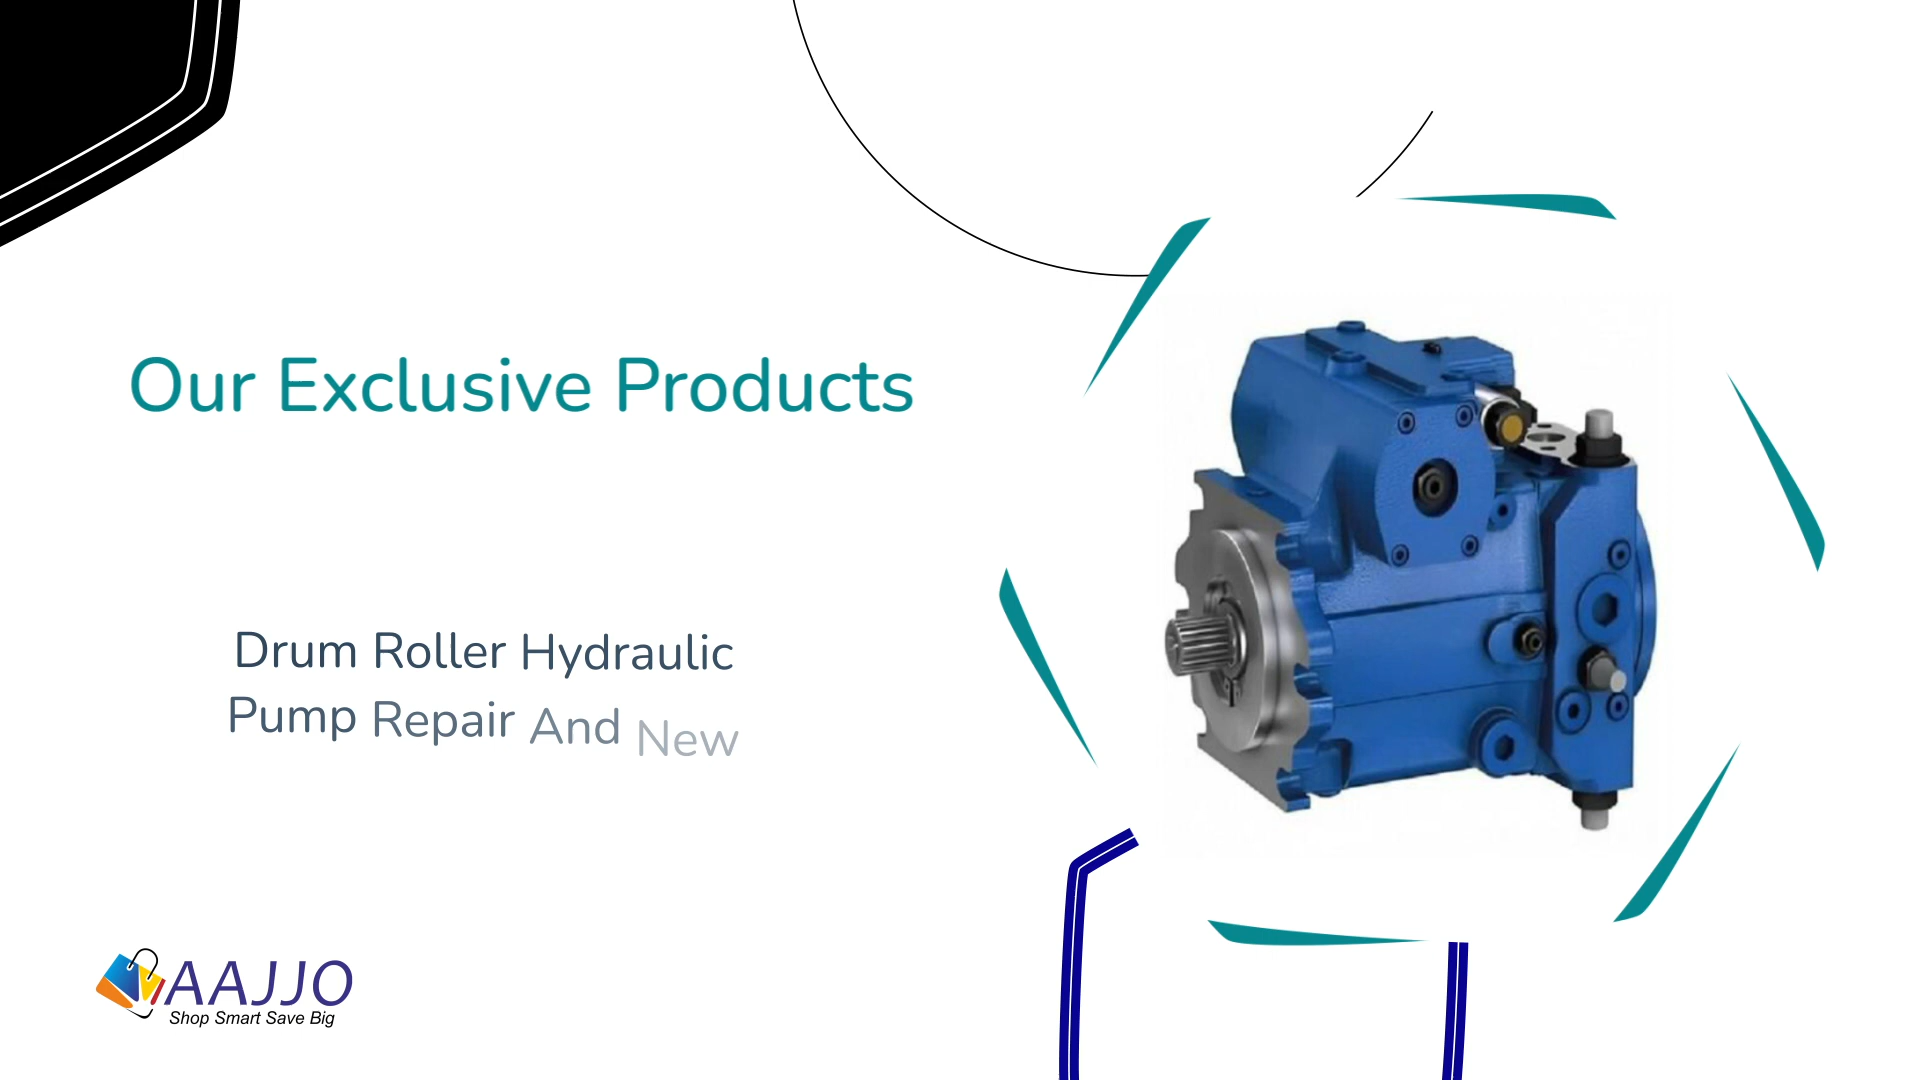 Our Exclusive Products
Drum Roller Hydraulic
Pump Repair And New
AAJJO
Shop Smart Save Big